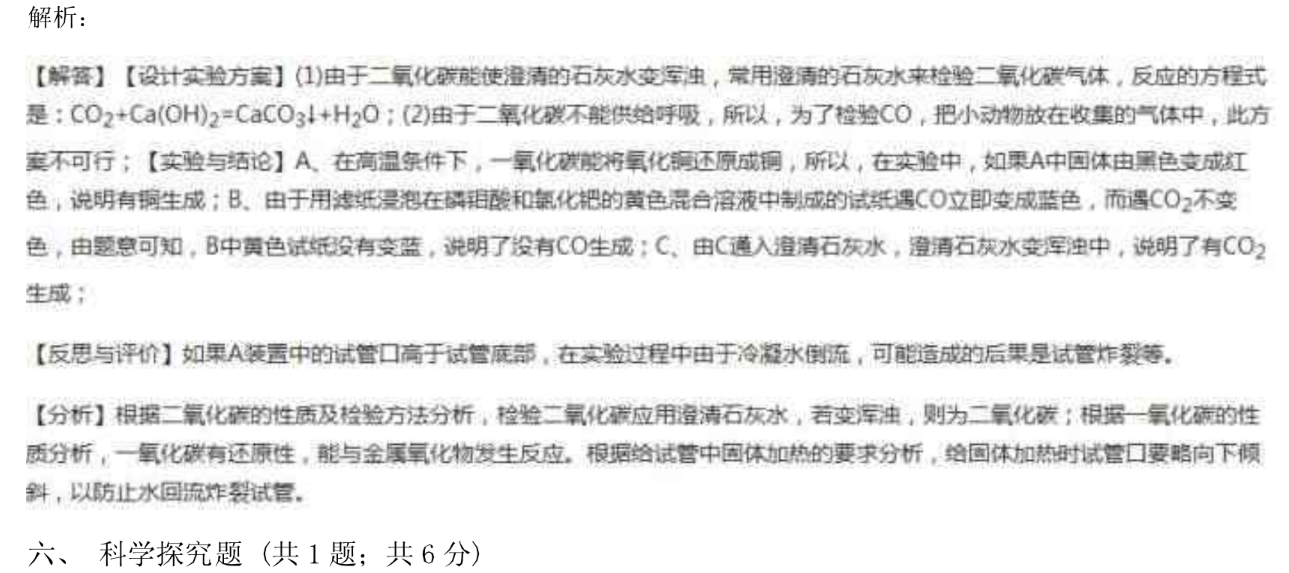 解析：
【解答】【设计实验方案】(1)由于二氧化碳能使澄清的石灰水变浑浊，常用澄清的石灰水来检验二氧化碳气体，反应的方程式
是：CO₂+Ca(OH)₂=CaCO₃↓+H₂O；(2)由于二氧化碳不能供给呼吸，所以，为了检验CO，把小动物放在收集的气体中，此方
案不可行；【实验与结论】A、在高温条件下，一氧化碳能将氧化铜还原成铜，所以，在实验中，如果A中固体由黑色变成红
色，说明有铜生成；B、由于用滤纸浸泡在磷钼酸和氯化钯的黄色混合溶液中制成的试纸遇CO立即变成蓝色，而遇CO₂不变
色，由题意可知，B中黄色试纸没有变蓝，说明了没有CO生成；C、由C通入澄清石灰水，澄清石灰水变浑浊中，说明了有CO₂
生成；
【反思与评价】如果A装置中的试管口高于试管底部，在实验过程中由于冷凝水倒流，可能造成的后果是试管炸裂等。
【分析】根据二氧化碳的性质及检验方法分析，检验二氧化碳应用澄清石灰水，若变浑浊，则为二氧化碳；根据一氧化碳的性
质分析，一氧化碳有还原性，能与金属氧化物发生反应。根据给试管中固体加热的要求分析，给固体加热时试管口要略向下倾
斜，以防止水回流炸裂试管。
六、 科学探究题 (共 1 题；共 6 分)